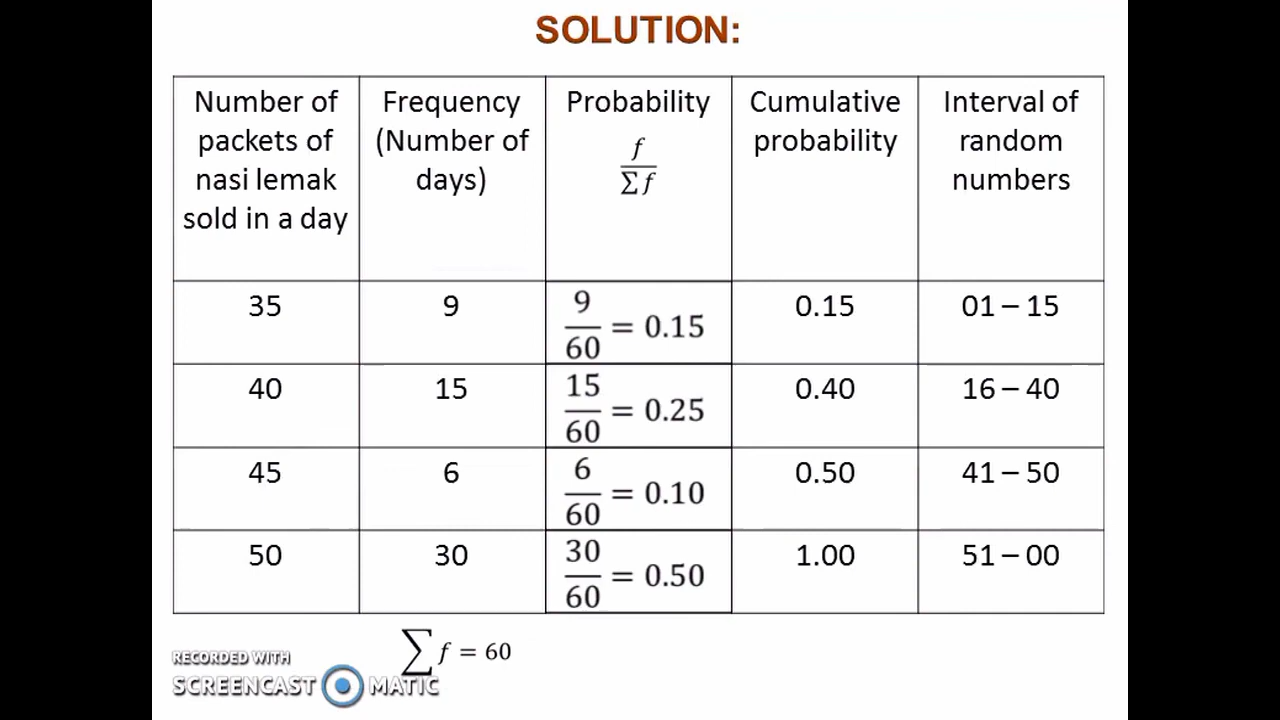 SOLUTION:
Number of
packets of
nasi lemak
sold in a day
Frequency
(Number of
days)
Probability
f
Σ f
Cumulative
probability
Interval of
random
numbers
35
9
9
60
= 0.15
0.15
01 – 15
40
15
15
60
= 0.25
0.40
16 – 40
45
6
6
60
= 0.10
0.50
41 – 50
50
30
30
60
= 0.50
1.00
51 – 00
∑ f = 60
RECORDED WITH
SCREENCAST MATIC